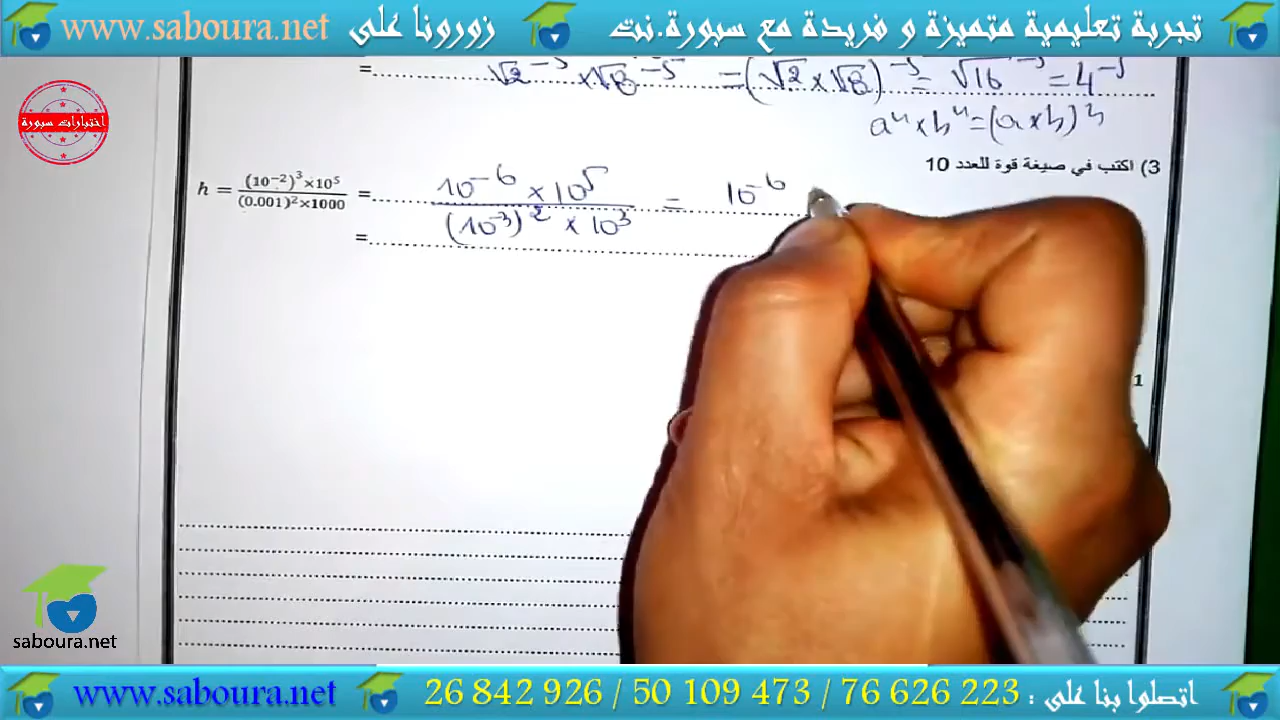 www.saboura.net تجربة تعليمية متميزة و فريدة مع سبورة.نت زورونا على
= √2⁻⁵ × √8⁻⁵ = (√2 × √8)⁻⁵ = √16⁻⁵ = 4⁻⁵
aⁿ × bⁿ = (a × b)ⁿ
اختبارات سبورة
3) اكتب في صيغة قوة للعدد 10
h = (10⁻²)³×10⁵ / (0.001)²×1000 = 10⁻⁶ × 10⁵ / (10⁻³)² × 10³ = 10⁻⁶
=
1
saboura.net
www.saboura.net 26 842 926 / 50 109 473 / 76 626 223 : اتصلوا بنا على